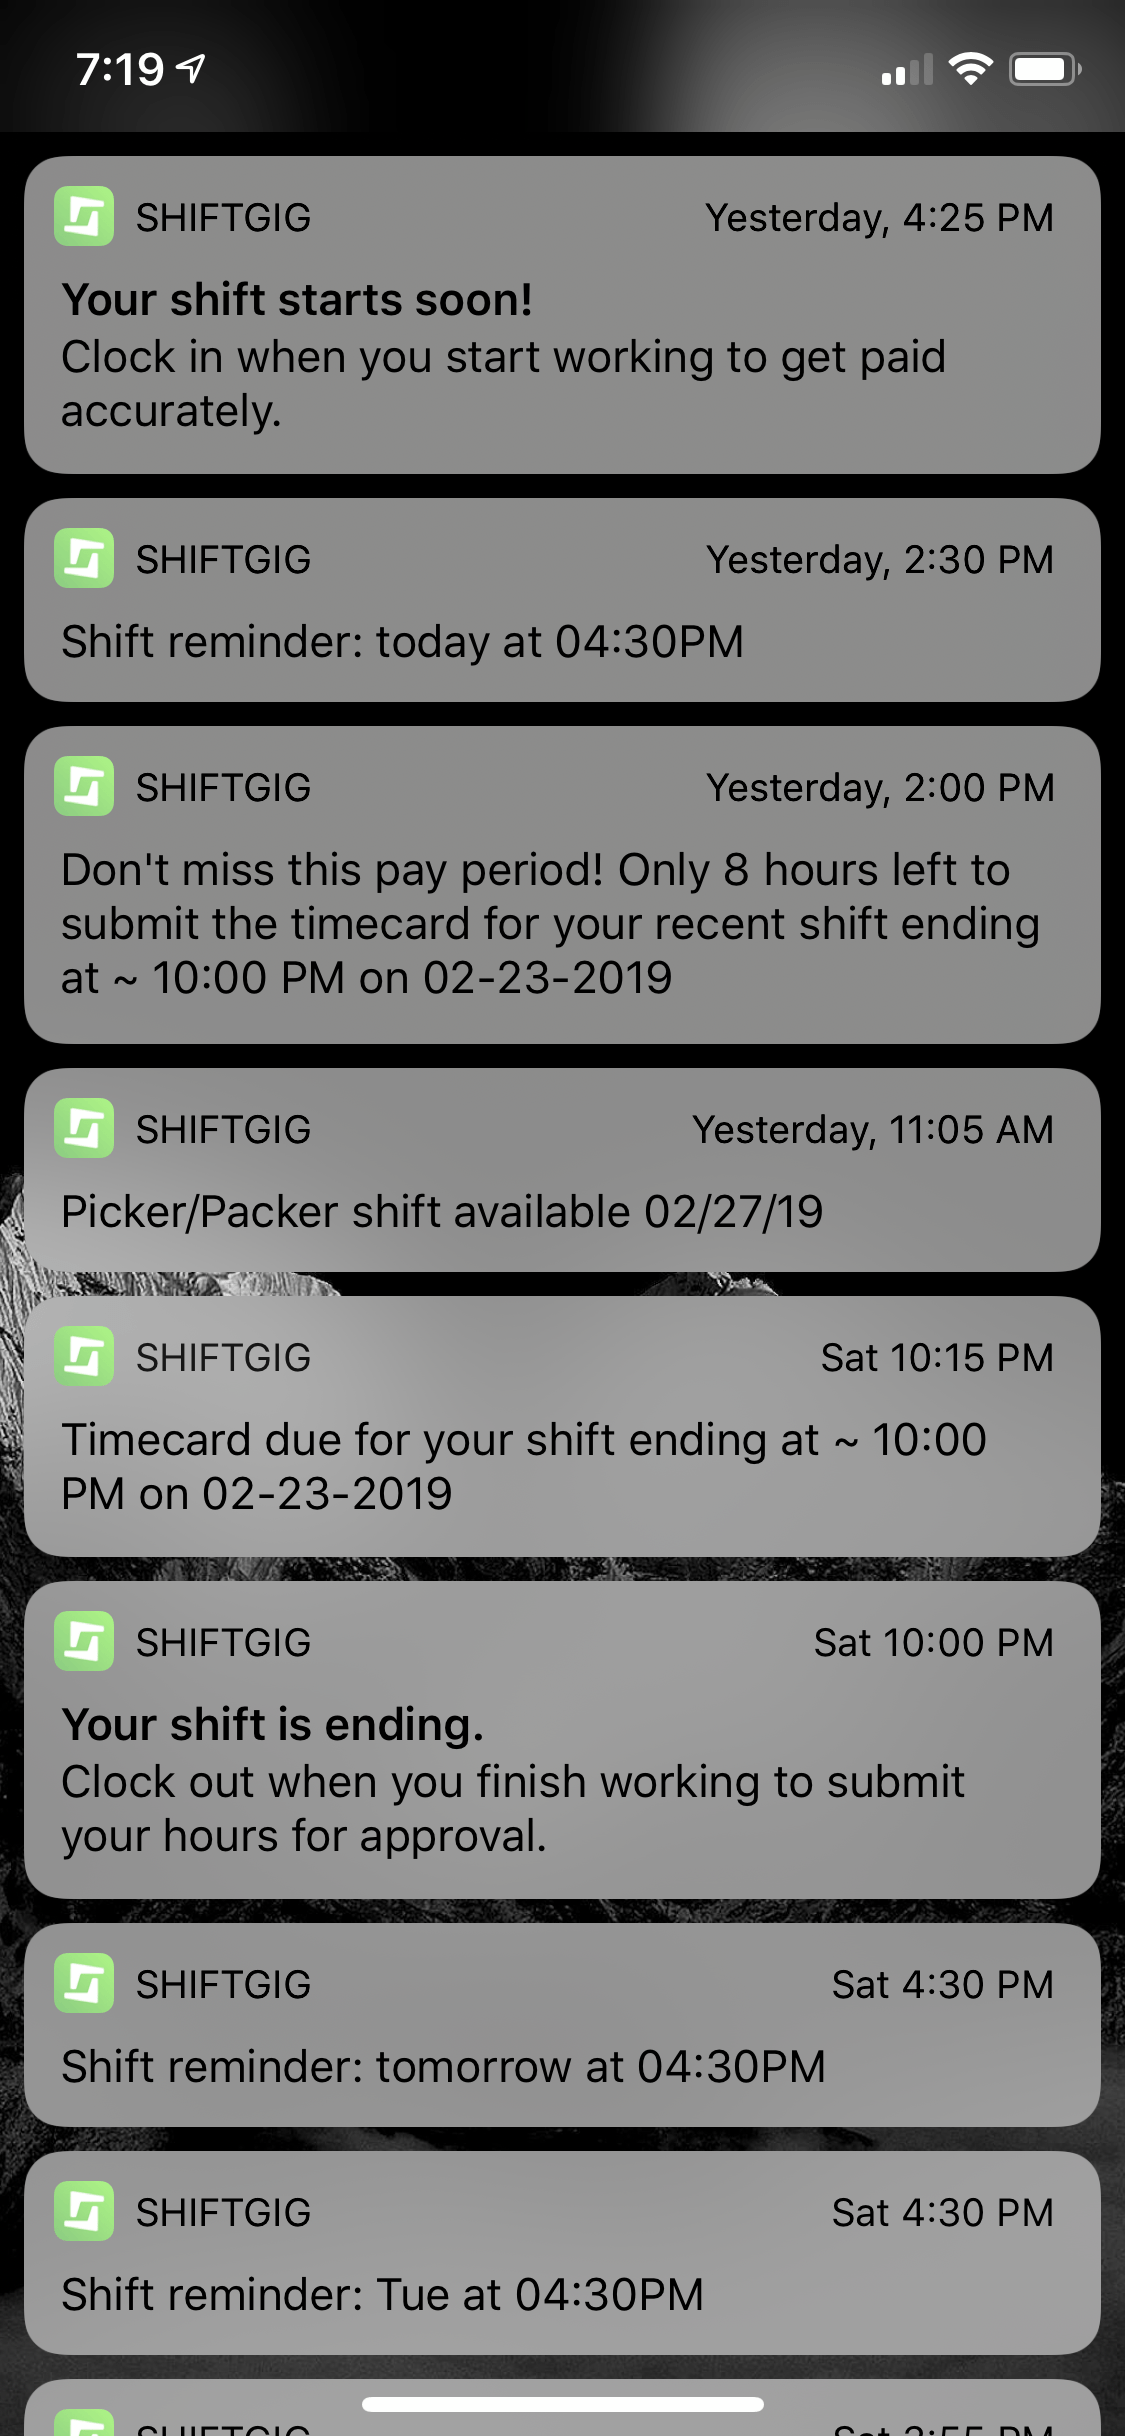 7:19
SHIFTGIG Yesterday, 4:25 PM
Your shift starts soon!
Clock in when you start working to get paid
accurately.
SHIFTGIG Yesterday, 2:30 PM
Shift reminder: today at 04:30PM
SHIFTGIG Yesterday, 2:00 PM
Don't miss this pay period! Only 8 hours left to
submit the timecard for your recent shift ending
at ~ 10:00 PM on 02-23-2019
SHIFTGIG Yesterday, 11:05 AM
Picker/Packer shift available 02/27/19
SHIFTGIG Sat 10:15 PM
Timecard due for your shift ending at ~ 10:00
PM on 02-23-2019
SHIFTGIG Sat 10:00 PM
Your shift is ending.
Clock out when you finish working to submit
your hours for approval.
SHIFTGIG Sat 4:30 PM
Shift reminder: tomorrow at 04:30PM
SHIFTGIG Sat 4:30 PM
Shift reminder: Tue at 04:30PM
SHIFTGIG Sat 3:55 PM